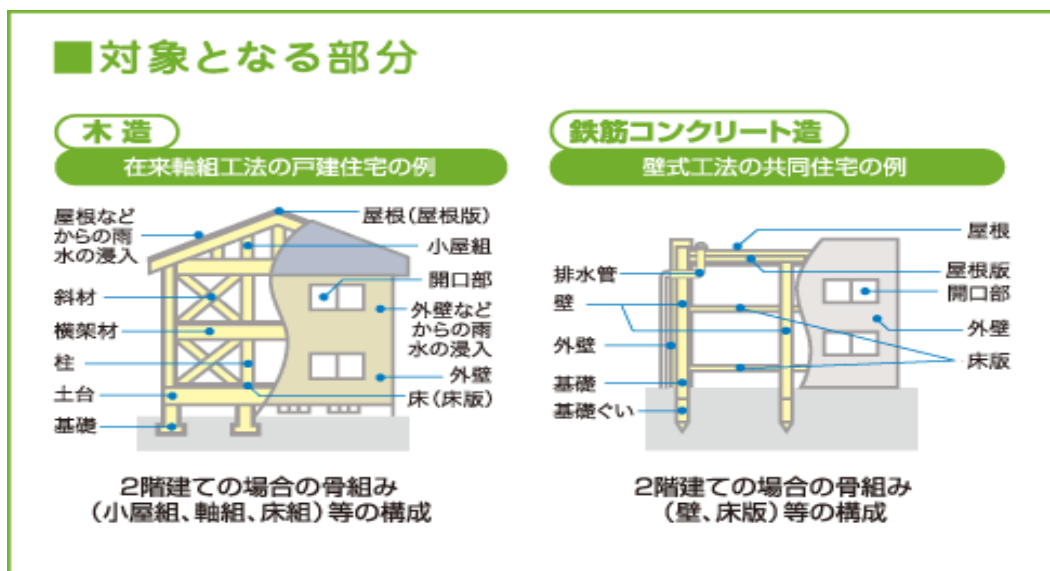 ■対象となる部分
木造
在来軸組工法の戸建住宅の例
屋根など
からの雨
水の浸入
斜材
横架材
柱
土台
基礎
屋根(屋根版)
小屋組
開口部
外壁など
からの雨
水の浸入
外壁
床(床版)
2階建ての場合の骨組み
(小屋組、軸組、床組)等の構成
鉄筋コンクリート造
壁式工法の共同住宅の例
排水管
壁
外壁
基礎
基礎ぐい
屋根
屋根版
開口部
外壁
床版
2階建ての場合の骨組み
(壁、床版)等の構成